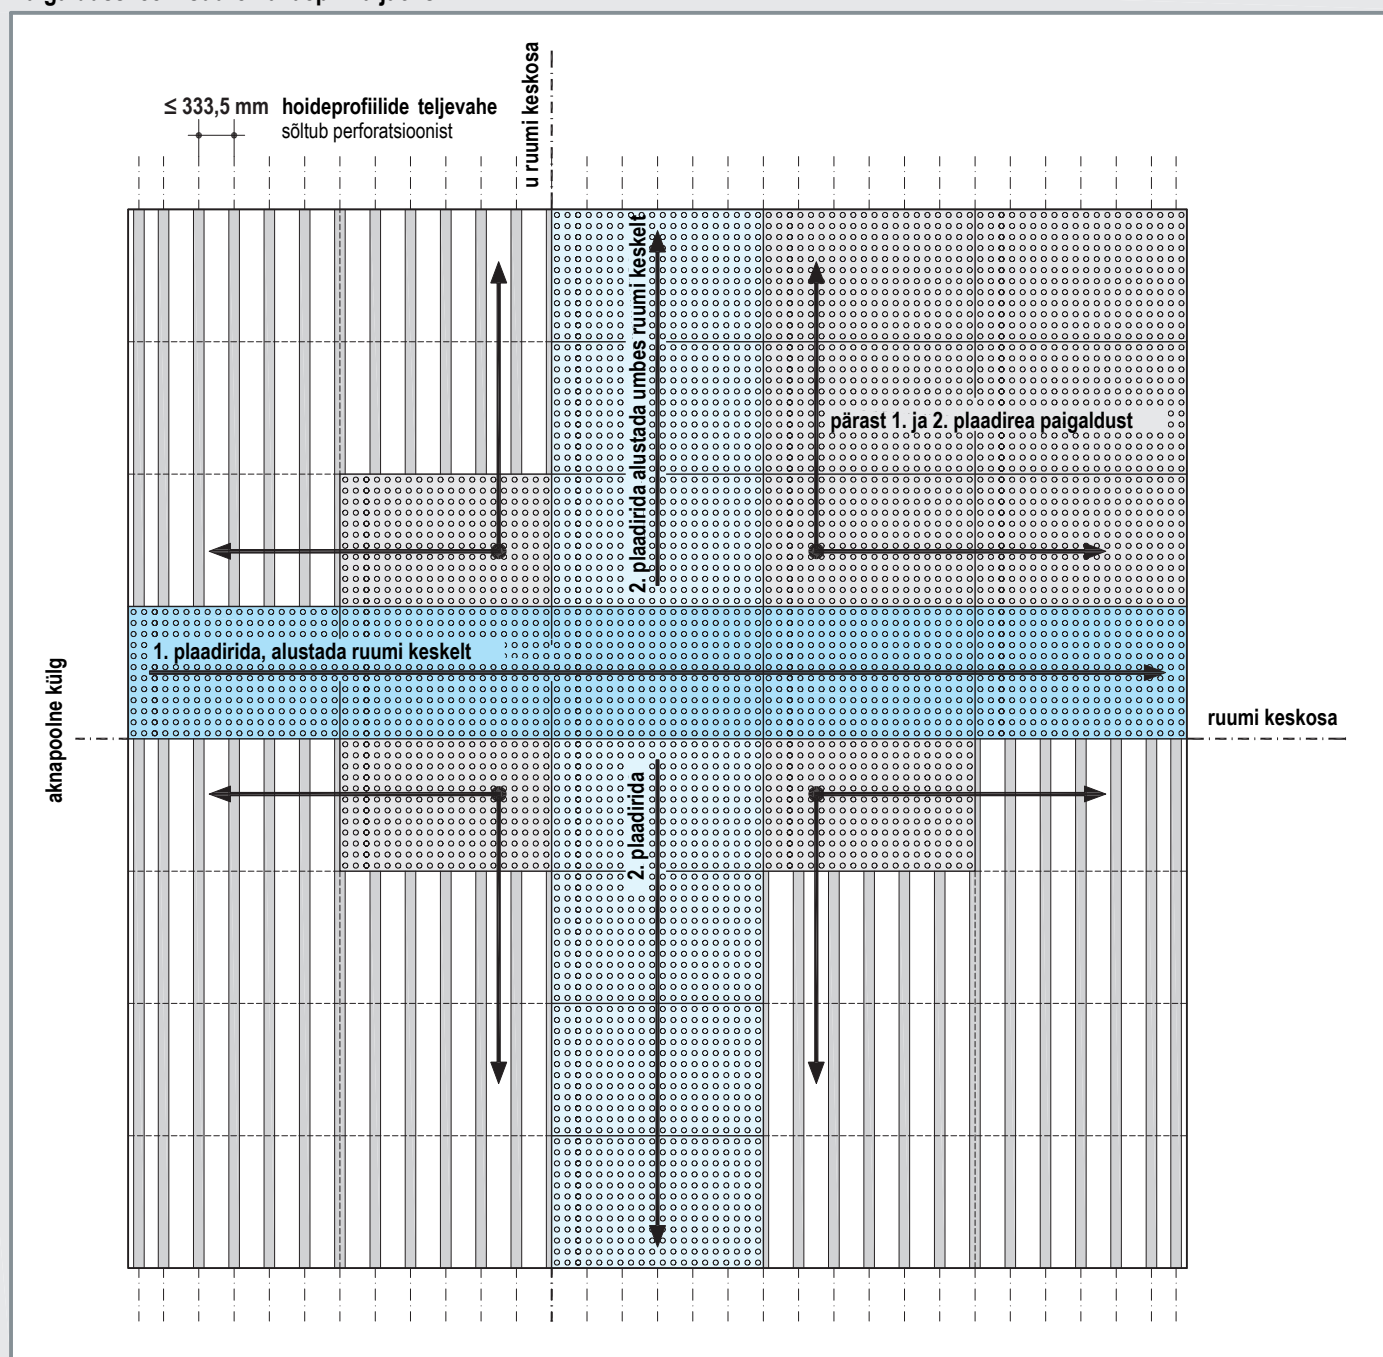 ≤ 333,5 mm hoideprofiilide teljevahe
sõltub perforatsioonist
u ruumi keskosa
2. plaadirida alustada umbes ruumi keskelt
pärast 1. ja 2. plaadirea paigaldust
1. plaadirida, alustada ruumi keskelt
aknapoolne külg
ruumi keskosa
2. plaadirida